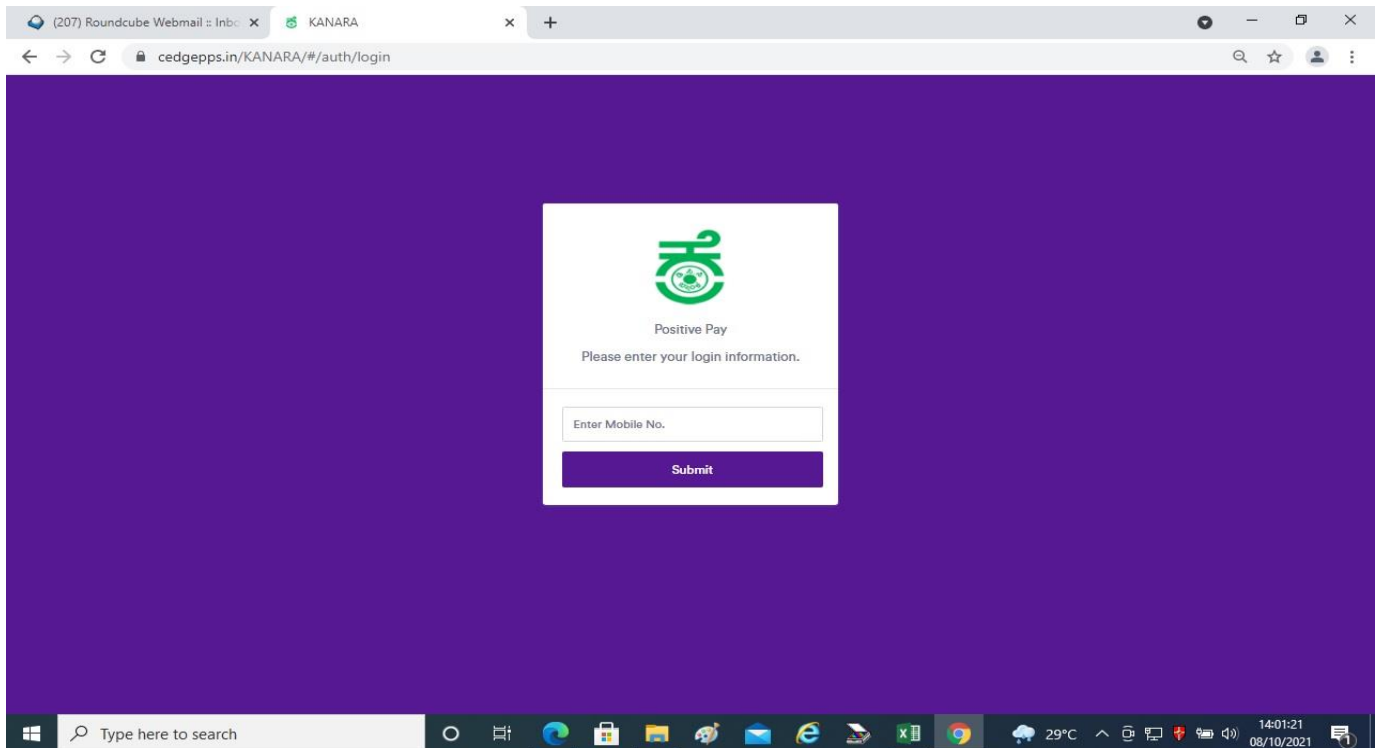 (207) Roundcube Webmail :: Inbo
KANARA
cedgepps.in/KANARA/#/auth/login
Positive Pay
Please enter your login information.
Enter Mobile No.
Submit
Type here to search
29°C
14:01:21
08/10/2021
1